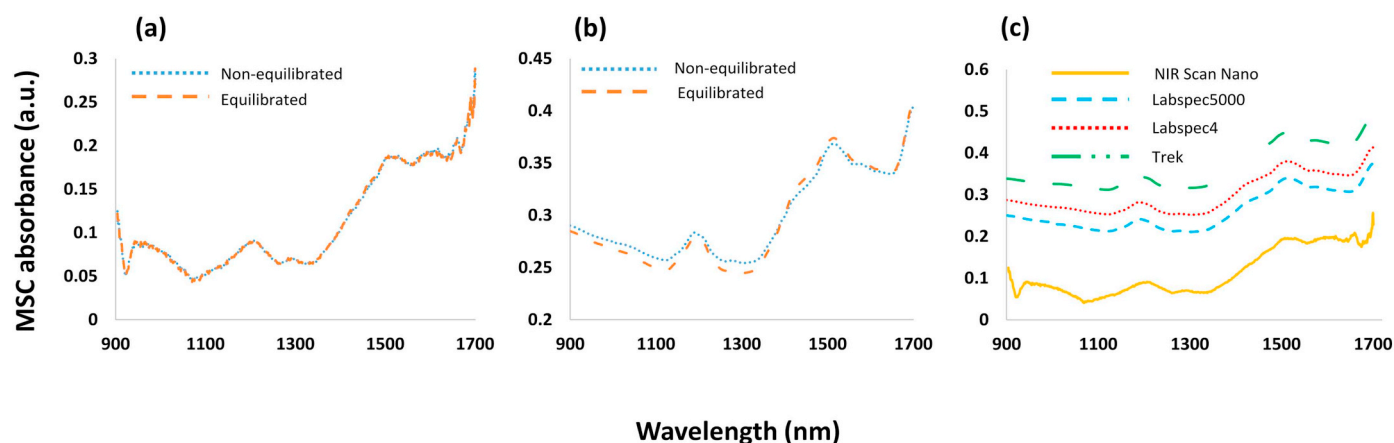 (a)
(b)
(c)
MSC absorbance (a.u.)
0.3
0.25
0.2
0.15
0.1
0.05
0
Non-equilibrated
Equilibrated
900 1100 1300 1500 1700
0.45
0.4
0.35
0.3
0.25
0.2
Non-equilibrated
Equilibrated
900 1100 1300 1500 1700
0.6
0.5
0.4
0.3
0.2
0.1
0
NIR Scan Nano
Labspec5000
Labspec4
Trek
900 1100 1300 1500 1700
Wavelength (nm)